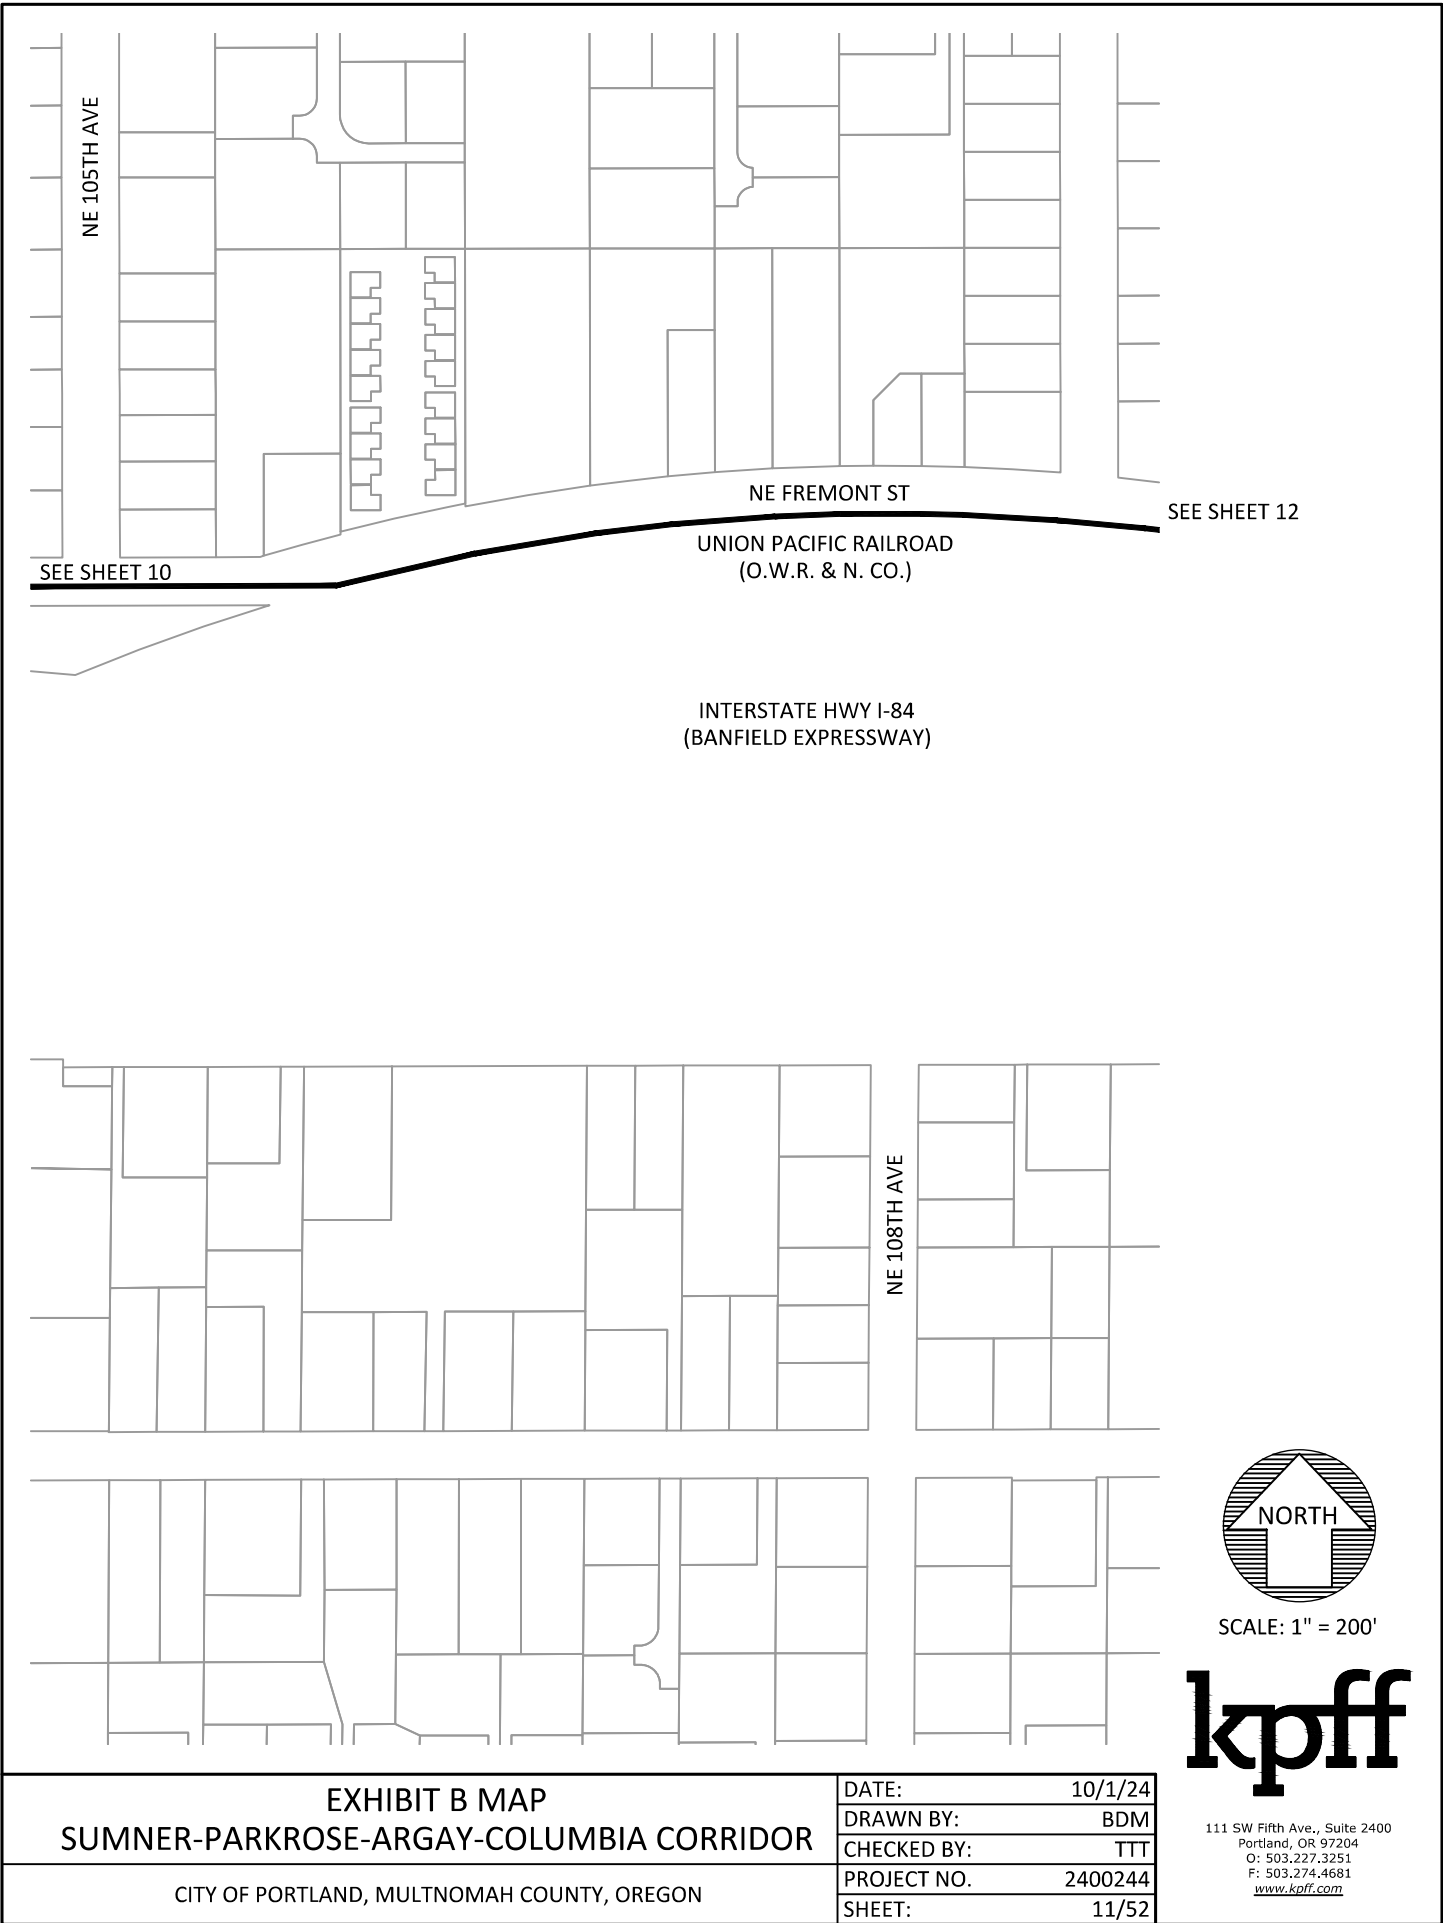 NE 105TH AVE
NE FREMONT ST
SEE SHEET 12
UNION PACIFIC RAILROAD
(O.W.R. & N. CO.)
SEE SHEET 10
INTERSTATE HWY I-84
(BANFIELD EXPRESSWAY)
NE 108TH AVE
NORTH
SCALE: 1" = 200'
kpff
111 SW Fifth Ave., Suite 2400
Portland, OR 97204
O: 503.227.3251
F: 503.274.4681
www.kpff.com
EXHIBIT B MAP
SUMNER-PARKROSE-ARGAY-COLUMBIA CORRIDOR
CITY OF PORTLAND, MULTNOMAH COUNTY, OREGON
DATE: 10/1/24
DRAWN BY: BDM
CHECKED BY: TTT
PROJECT NO. 2400244
SHEET: 11/52